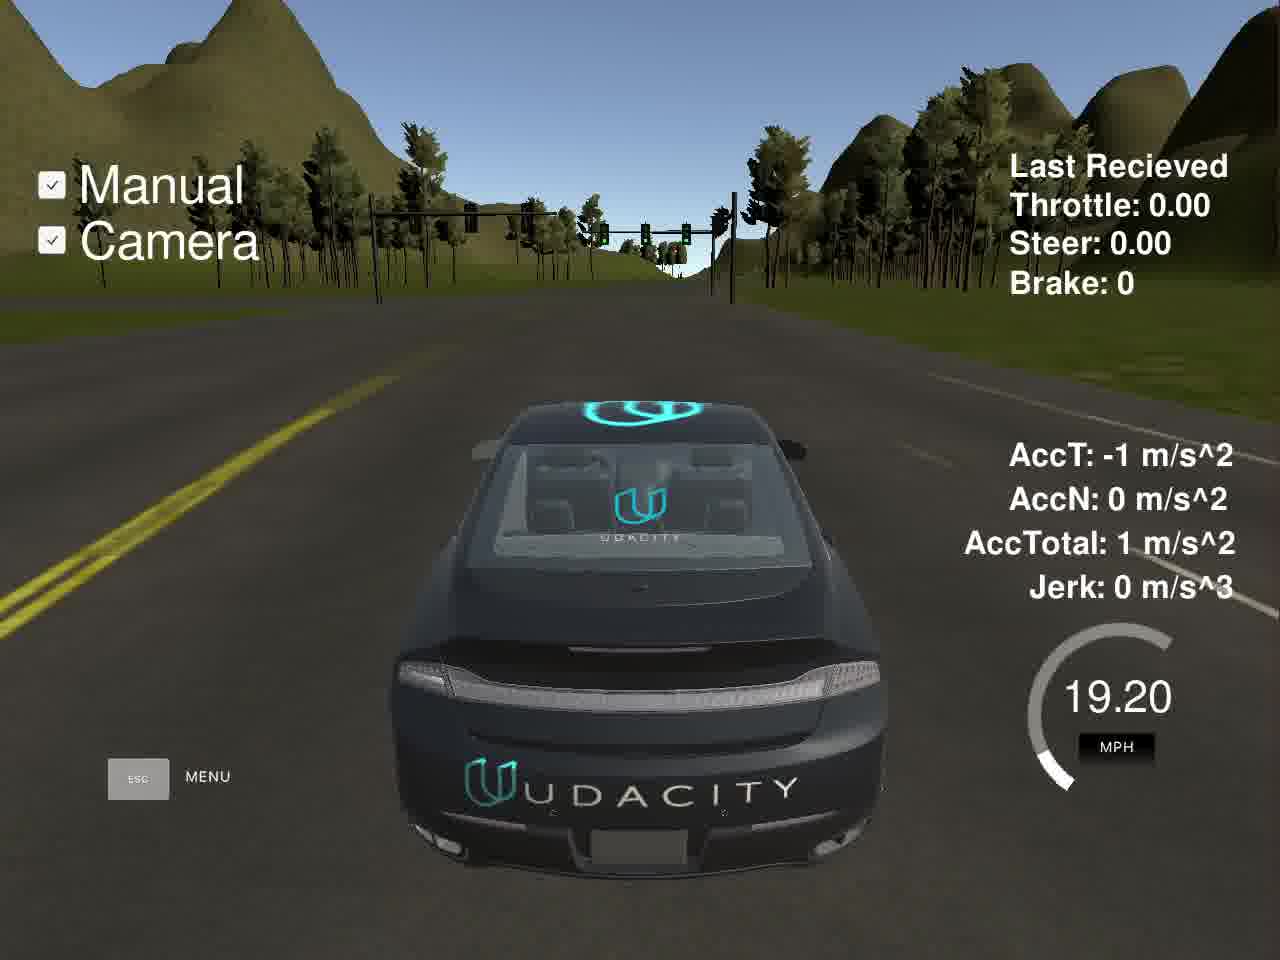 Manual
Camera
Last Recieved
Throttle: 0.00
Steer: 0.00
Brake: 0
UDACITY
AccT: -1 m/s^2
AccN: 0 m/s^2
AccTotal: 1 m/s^2
Jerk: 0 m/s^3
19.20
MPH
ESC MENU
UDACITY